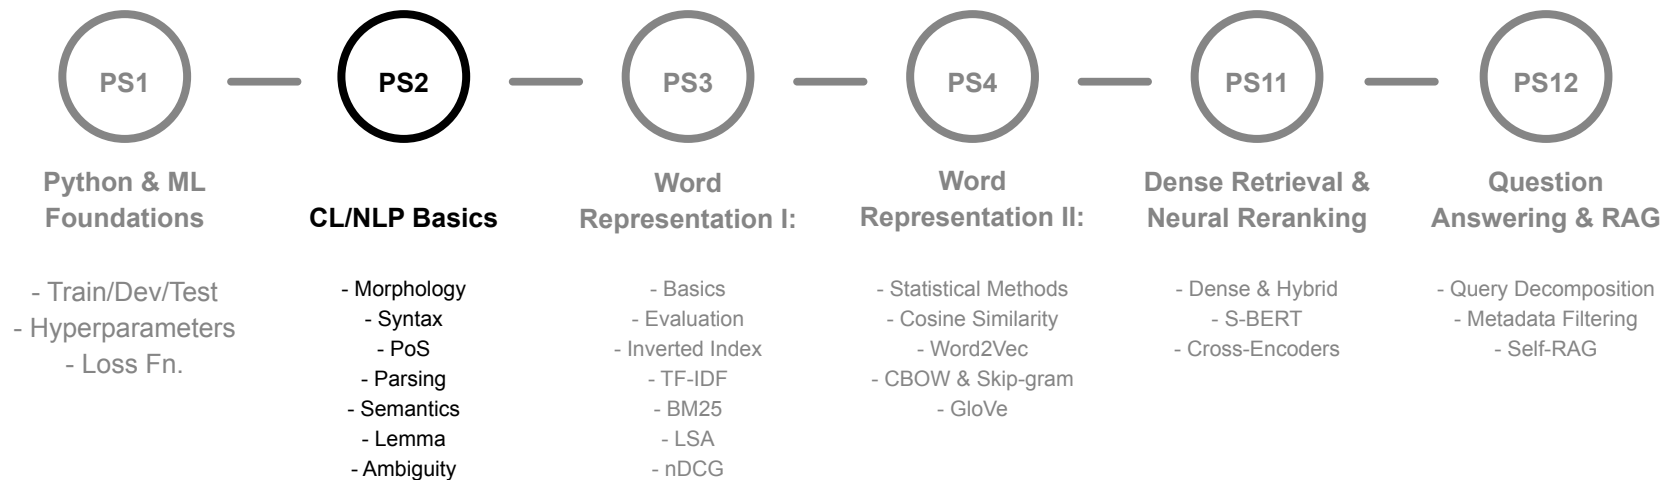 PS1
PS2
PS3
PS4
PS11
PS12
Python & ML
Foundations
- Train/Dev/Test
- Hyperparameters
- Loss Fn.
CL/NLP Basics
- Morphology
- Syntax
- PoS
- Parsing
- Semantics
- Lemma
- Ambiguity
Word
Representation I:
- Basics
- Evaluation
- Inverted Index
- TF-IDF
- BM25
- LSA
- nDCG
Word
Representation II:
- Statistical Methods
- Cosine Similarity
- Word2Vec
- CBOW & Skip-gram
- GloVe
Dense Retrieval &
Neural Reranking
- Dense & Hybrid
- S-BERT
- Cross-Encoders
Question
Answering & RAG
- Query Decomposition
- Metadata Filtering
- Self-RAG